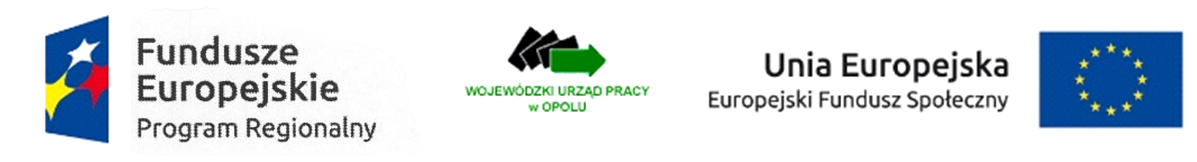 Fundusze
Europejskie
Program Regionalny
WOJEWÓDZKI URZĄD PRACY
w OPOLU
Unia Europejska
Europejski Fundusz Społeczny